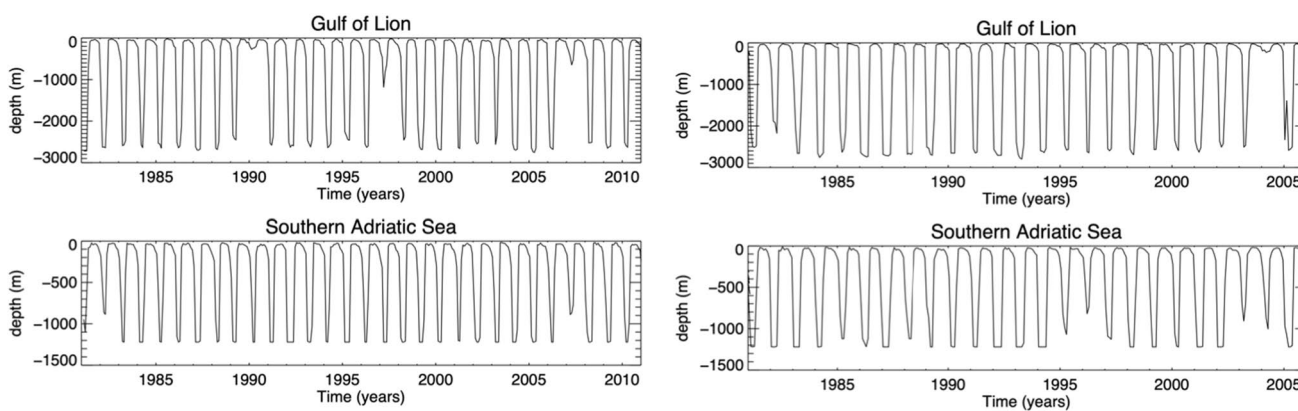 Gulf of Lion
0
−1000
−2000
−3000
depth (m)
1985 1990 1995 2000 2005 2010
Time (years)
Gulf of Lion
0
−1000
−2000
−3000
depth (m)
1985 1990 1995 2000 2005
Time (years)
Southern Adriatic Sea
0
−500
−1000
−1500
depth (m)
1985 1990 1995 2000 2005 2010
Time (years)
Southern Adriatic Sea
0
−500
−1000
−1500
depth (m)
1985 1990 1995 2000 2005
Time (years)